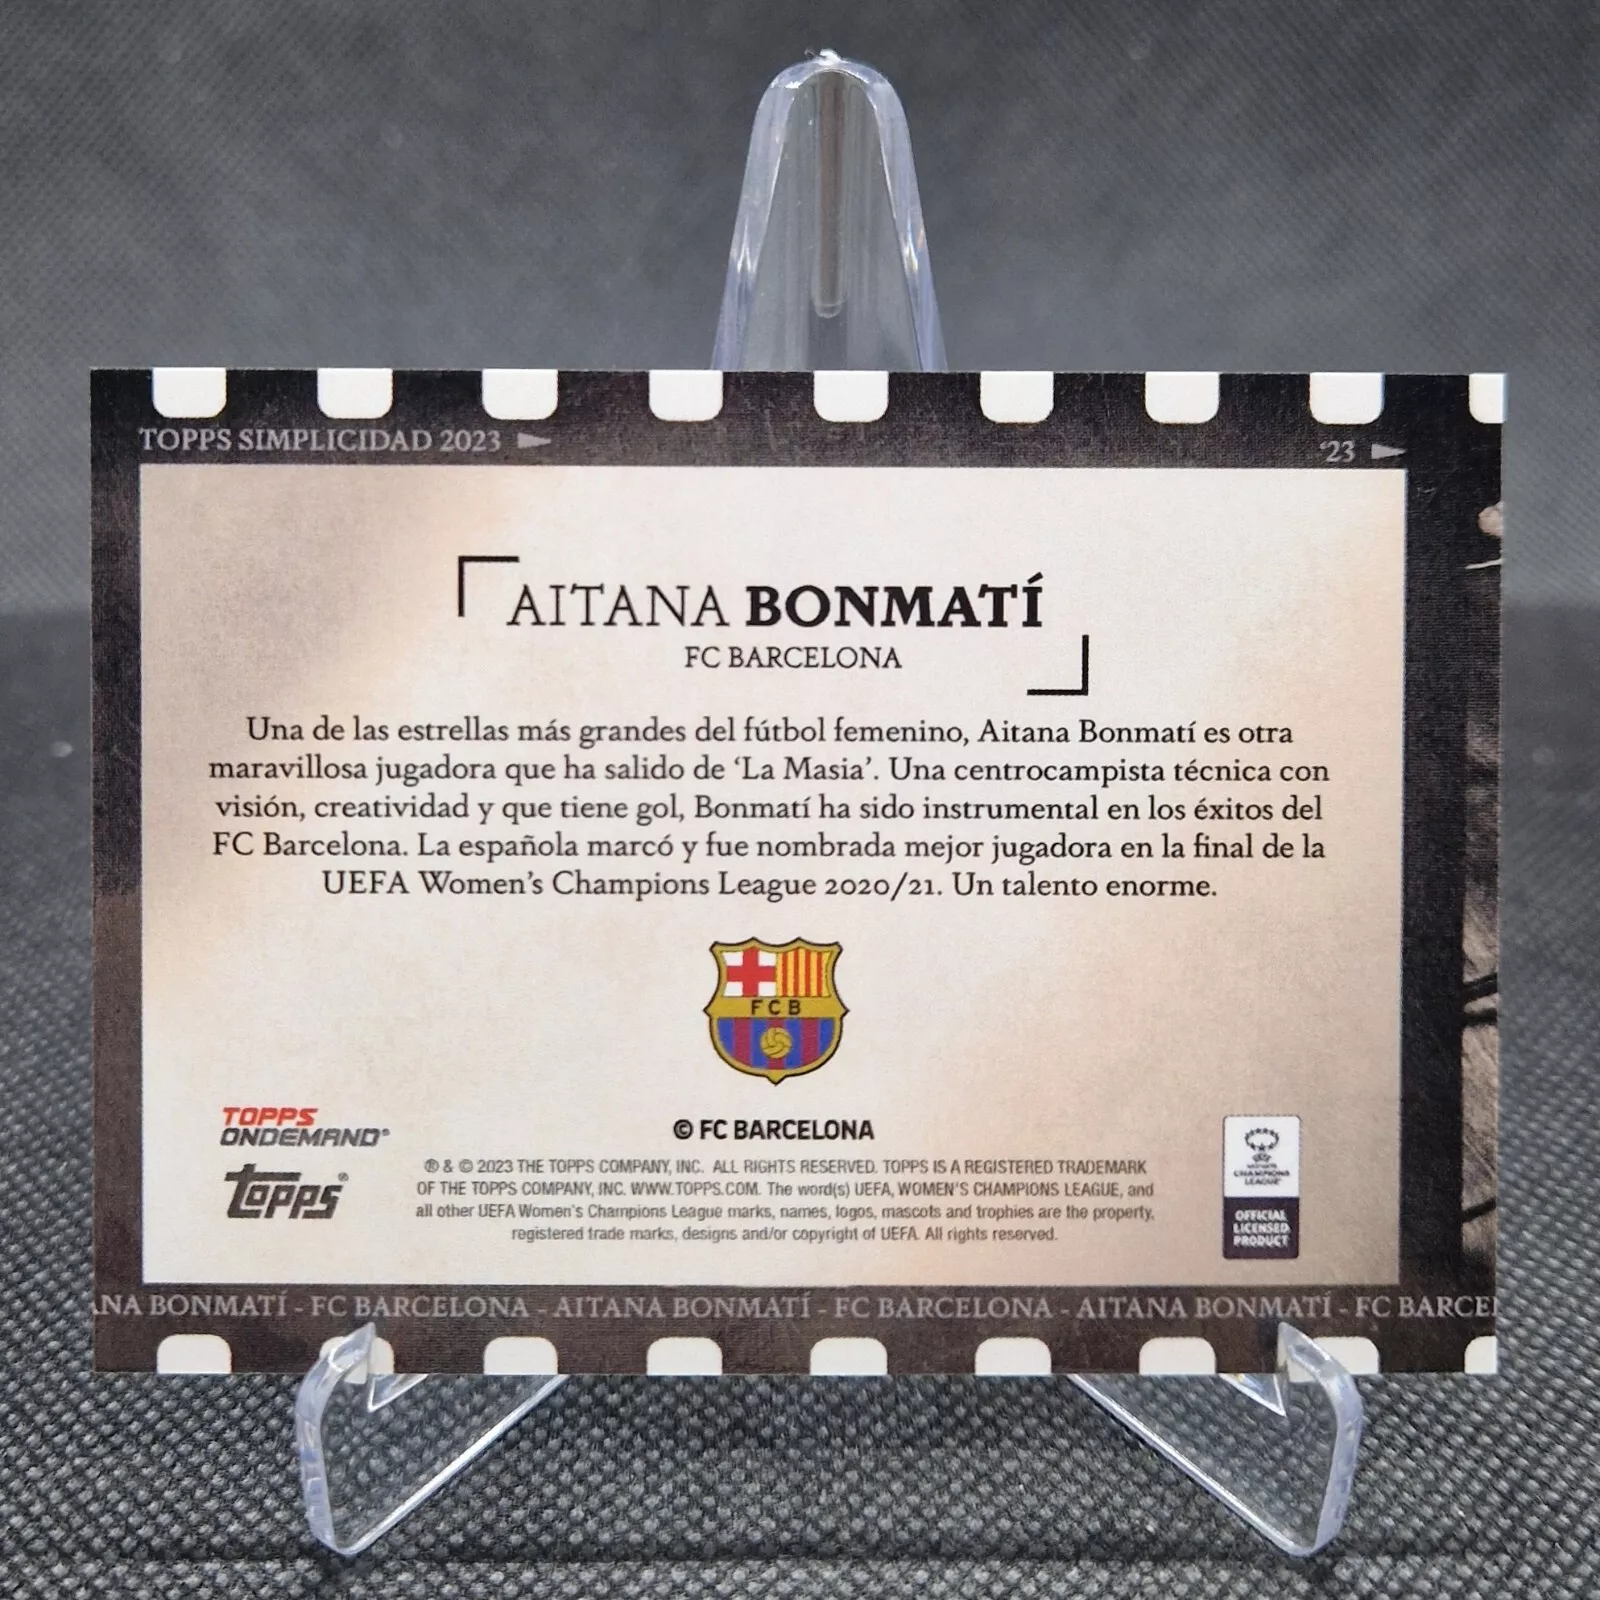 TOPPS SIMPLICIDAD 2023
'23
AITANA BONMATÍ
FC BARCELONA
Una de las estrellas más grandes del fútbol femenino, Aitana Bonmatí es otra
maravillosa jugadora que ha salido de ‘La Masia’. Una centrocampista técnica con
visión, creatividad y que tiene gol, Bonmatí ha sido instrumental en los éxitos del
FC Barcelona. La española marcó y fue nombrada mejor jugadora en la final de la
UEFA Women’s Champions League 2020/21. Un talento enorme.
FCB
TOPPS
ONDEMAND®
topps®
© FC BARCELONA
® & © 2023 THE TOPPS COMPANY, INC. ALL RIGHTS RESERVED. TOPPS IS A REGISTERED TRADEMARK
OF THE TOPPS COMPANY, INC. WWW.TOPPS.COM. The word(s) UEFA, WOMEN'S CHAMPIONS LEAGUE, and
all other UEFA Women's Champions League marks, names, logos, mascots and trophies are the property,
registered trade marks, designs and/or copyright of UEFA. All rights reserved.
UEFA
WOMEN'S
CHAMPIONS
LEAGUE
OFFICIAL
LICENSED
PRODUCT
ANA BONMATÍ - FC BARCELONA - AITANA BONMATÍ - FC BARCELONA - AITANA BONMATÍ - FC BARCEL